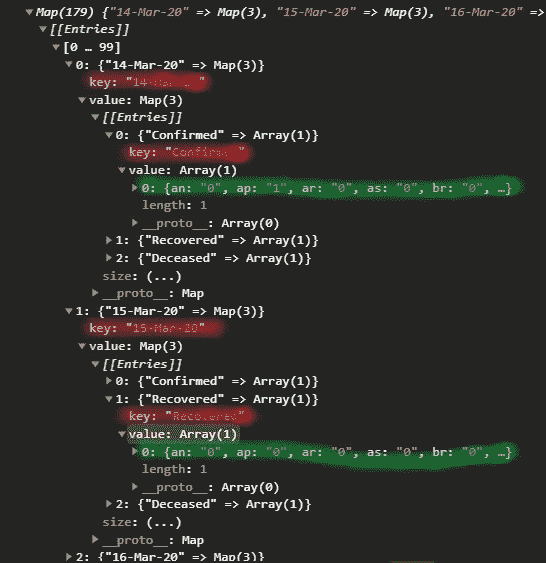 Map(179) {"14-Mar-20" => Map(3), "15-Mar-20" => Map(3), "16-Mar-20" =>
[[Entries]]
[0 … 99]
0: {"14-Mar-20" => Map(3)}
key: "14-
value: Map(3)
[[Entries]]
0: {"Confirmed" => Array(1)}
key: "Confirm
value: Array(1)
0: {an: "0", ap: "1", ar: "0", as: "0", br: "0", …}
length: 1
__proto__: Array(0)
1: {"Recovered" => Array(1)}
2: {"Deceased" => Array(1)}
size: (...)
__proto__: Map
1: {"15-Mar-20" => Map(3)}
key: "15-Mar-20"
value: Map(3)
[[Entries]]
0: {"Confirmed" => Array(1)}
1: {"Recovered" => Array(1)}
key: "Recovered"
value: Array(1)
0: {an: "0", ap: "0", ar: "0", as: "0", br: "0", …}
length: 1
__proto__: Array(0)
2: {"Deceased" => Array(1)}
size: (...)
__proto__: Map
2: {"16-Mar-20" => Map(3)}